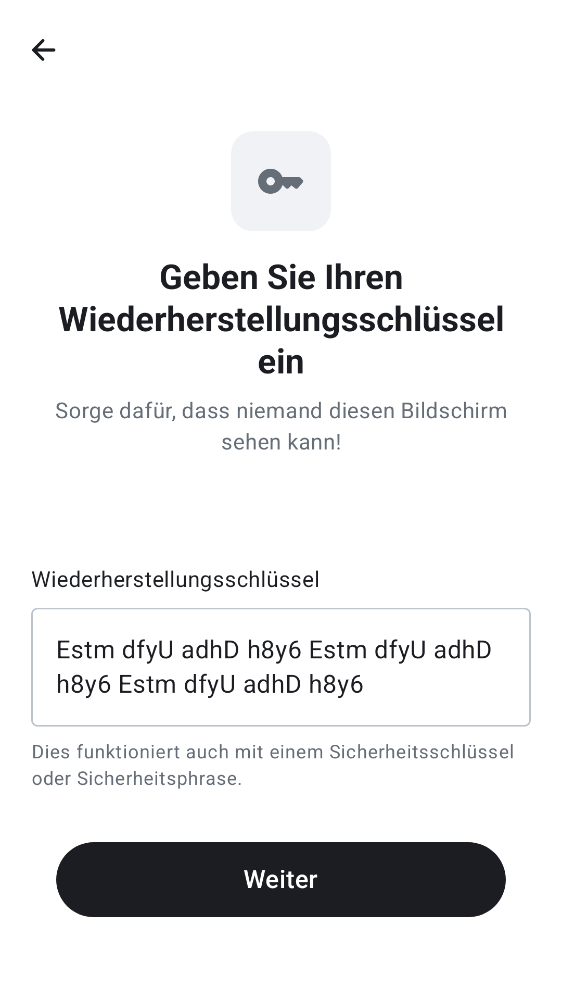 Geben Sie Ihren
Wiederherstellungsschlüssel
ein
Sorge dafür, dass niemand diesen Bildschirm
sehen kann!
Wiederherstellungsschlüssel
Estm dfyU adhD h8y6 Estm dfyU adhD
h8y6 Estm dfyU adhD h8y6
Dies funktioniert auch mit einem Sicherheitsschlüssel
oder Sicherheitsphrase.
Weiter